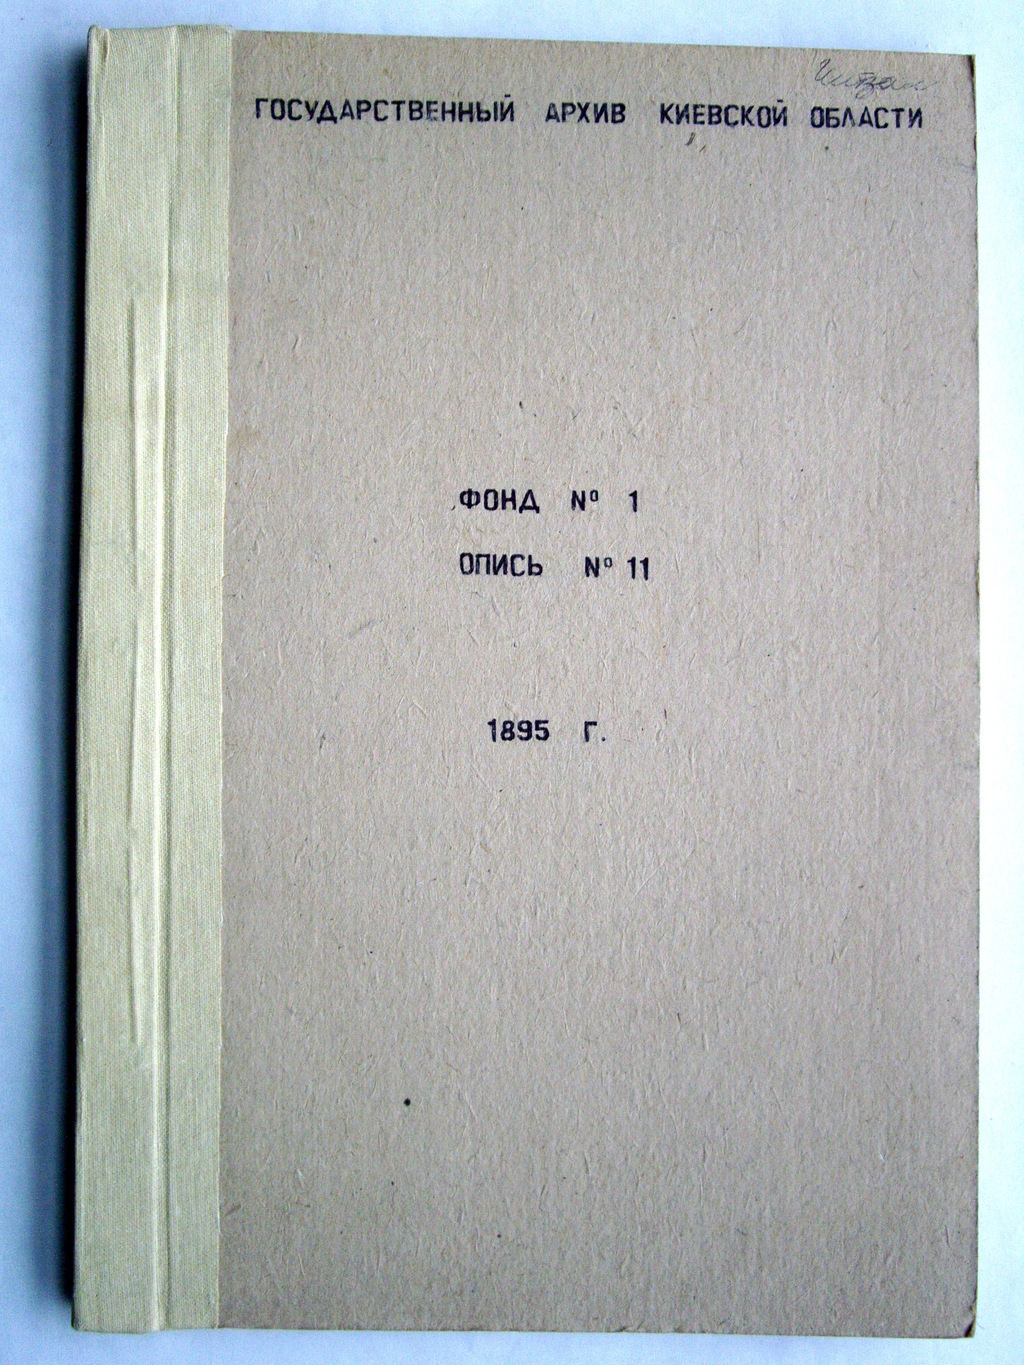 ГОСУДАРСТВЕННЫЙ АРХИВ КИЕВСКОЙ ОБЛАСТИ
ФОНД № 1
ОПИСЬ № 11
1895 Г.